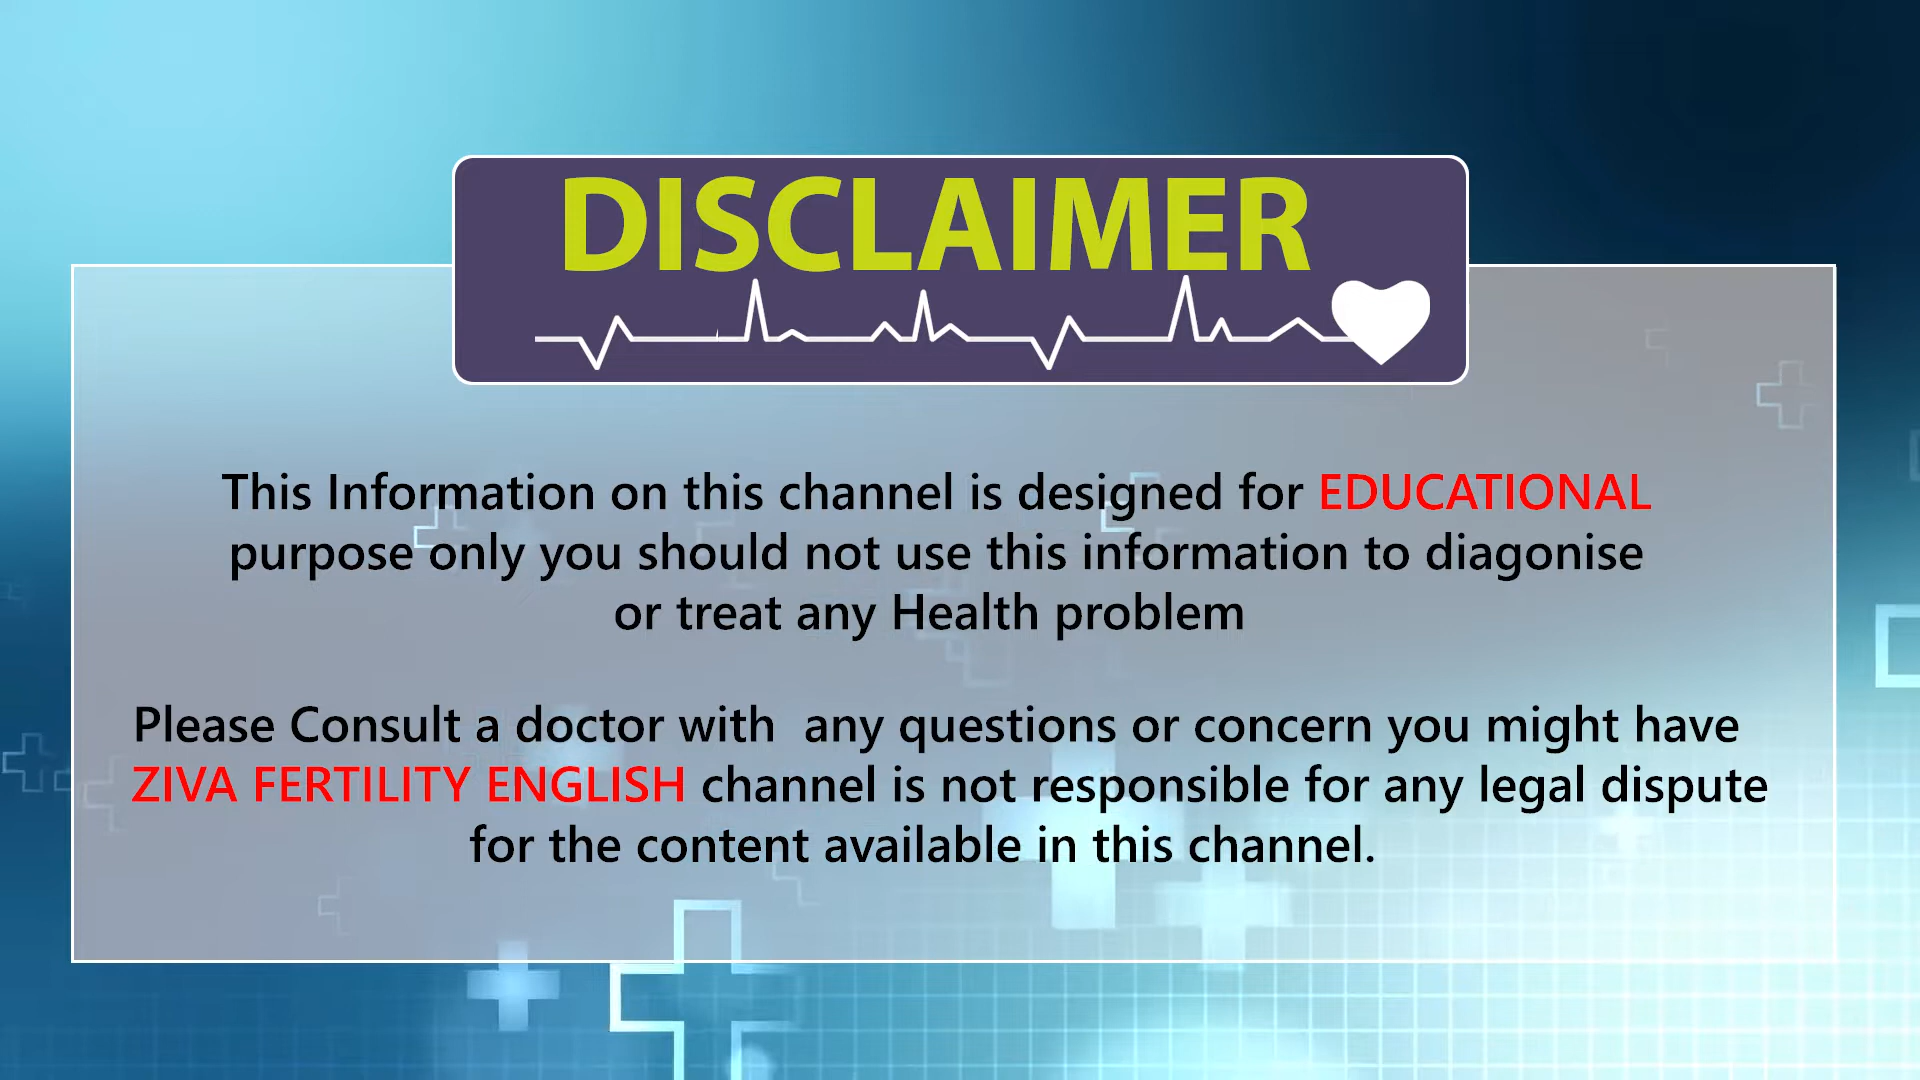 DISCLAIMER
This Information on this channel is designed for EDUCATIONAL
purpose only you should not use this information to diagonise
or treat any Health problem
Please Consult a doctor with  any questions or concern you might have
ZIVA FERTILITY ENGLISH channel is not responsible for any legal dispute
for the content available in this channel.